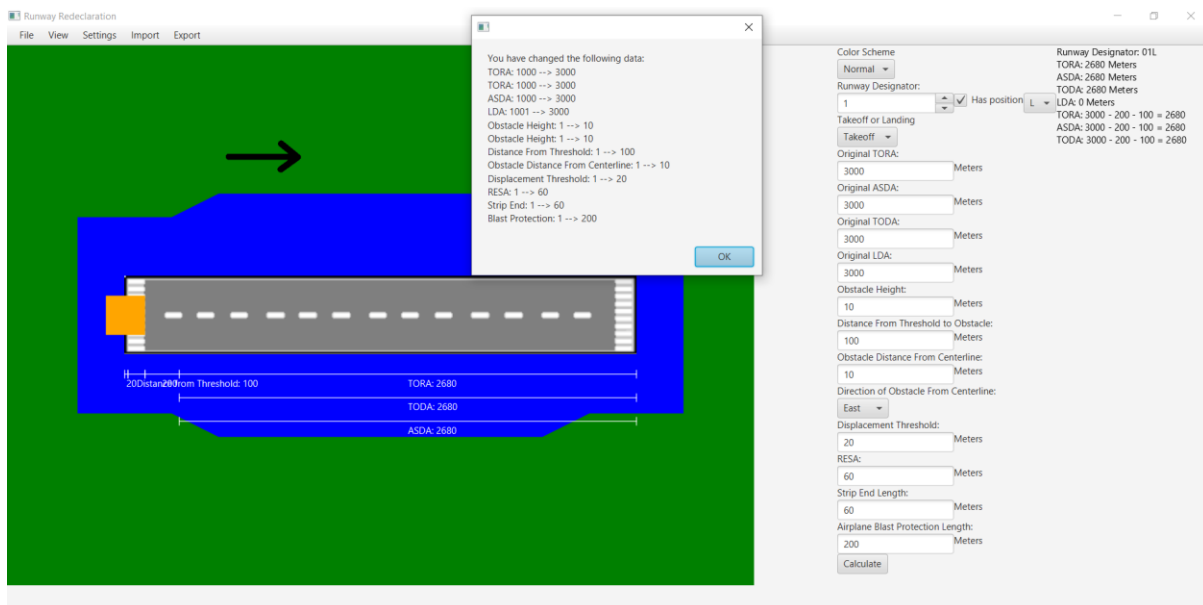 Runway Redeclaration
File View Settings Import Export
You have changed the following data:
TORA: 1000 --> 3000
TORA: 1000 --> 3000
ASDA: 1000 --> 3000
LDA: 1001 --> 3000
Obstacle Height: 1 --> 10
Obstacle Height: 1 --> 10
Distance From Threshold: 1 --> 100
Obstacle Distance From Centerline: 1 --> 10
Displacement Threshold: 1 --> 20
RESA: 1 --> 60
Strip End: 1 --> 60
Blast Protection: 1 --> 200
OK
20Distance from Threshold: 100
200
TORA: 2680
TODA: 2680
ASDA: 2680
Color Scheme
Normal
Runway Designator:
1 Has position L
Takeoff or Landing
Takeoff
Original TORA:
3000 Meters
Original ASDA:
3000 Meters
Original TODA:
3000 Meters
Original LDA:
3000 Meters
Obstacle Height:
10 Meters
Distance From Threshold to Obstacle:
100 Meters
Obstacle Distance From Centerline:
10 Meters
Direction of Obstacle From Centerline:
East
Displacement Threshold:
20 Meters
RESA:
60 Meters
Strip End Length:
60 Meters
Airplane Blast Protection Length:
200 Meters
Calculate
Runway Designator: 01L
TORA: 2680 Meters
ASDA: 2680 Meters
TODA: 2680 Meters
LDA: 0 Meters
TORA: 3000 - 200 - 100 = 2680
ASDA: 3000 - 200 - 100 = 2680
TODA: 3000 - 200 - 100 = 2680